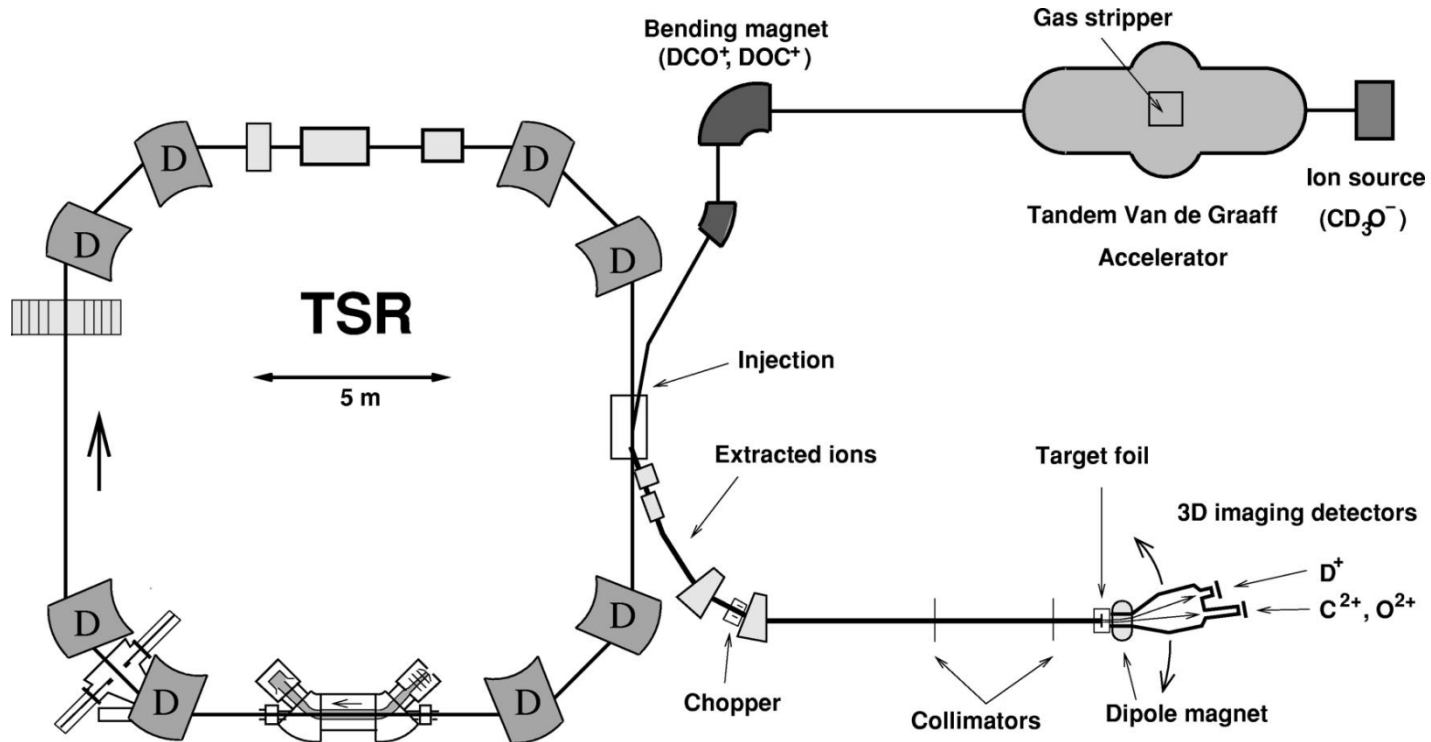 Gas stripper
Bending magnet
(DCO⁺, DOC⁺)
Ion source
(CD₃O⁻)
Tandem Van de Graaff
Accelerator
D
D
D
D
TSR
5 m
Injection
Extracted ions
Target foil
3D imaging detectors
D⁺
C²⁺, O²⁺
D
D
D
D
Chopper
Collimators
Dipole magnet